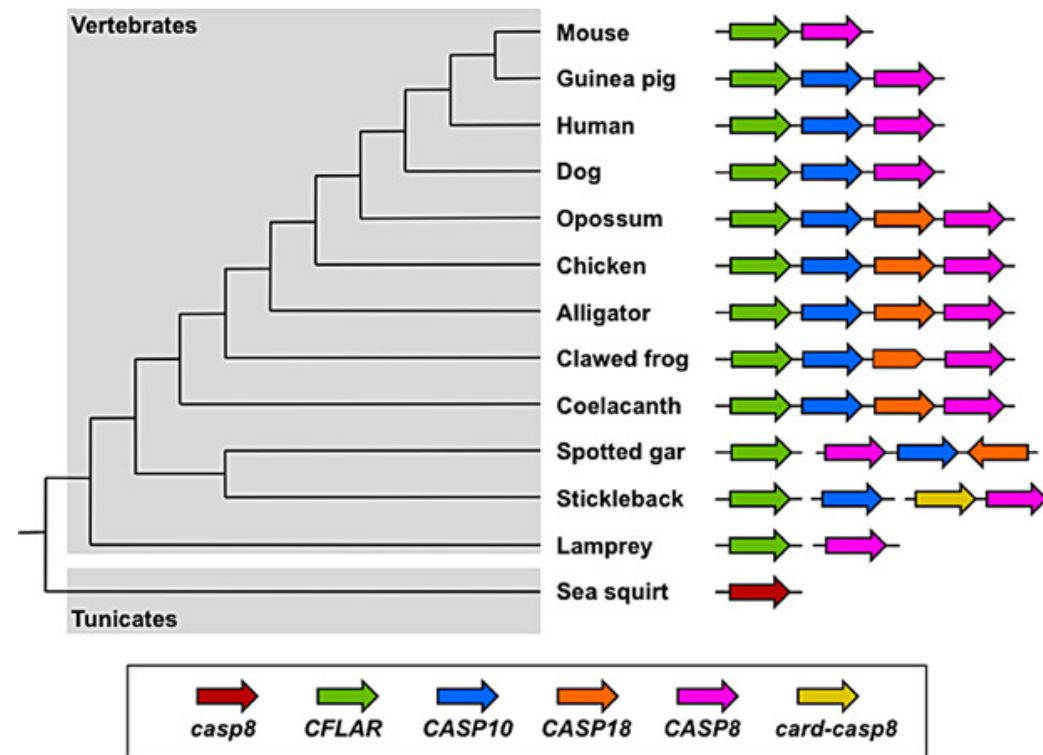 Vertebrates
Mouse
Guinea pig
Human
Dog
Opossum
Chicken
Alligator
Clawed frog
Coelacanth
Spotted gar
Stickleback
Lamprey
Sea squirt
Tunicates
casp8 CFLAR CASP10 CASP18 CASP8 card-casp8